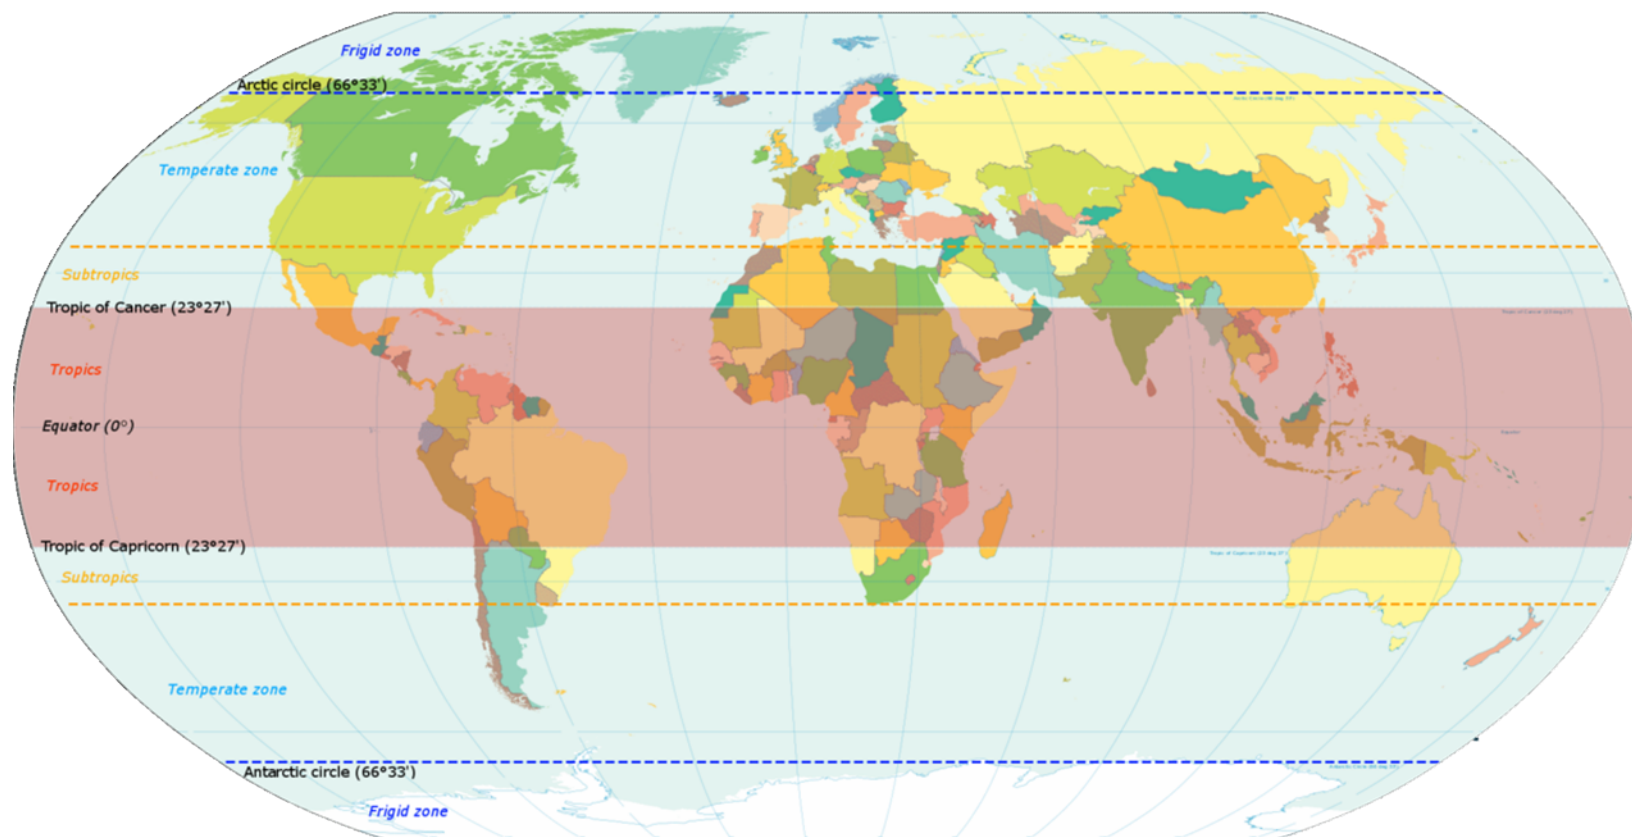 Frigid zone
Arctic circle (66°33')
Temperate zone
Subtropics
Tropic of Cancer (23°27')
Tropics
Equator (0°)
Tropics
Tropic of Capricorn (23°27')
Subtropics
Temperate zone
Antarctic circle (66°33')
Frigid zone